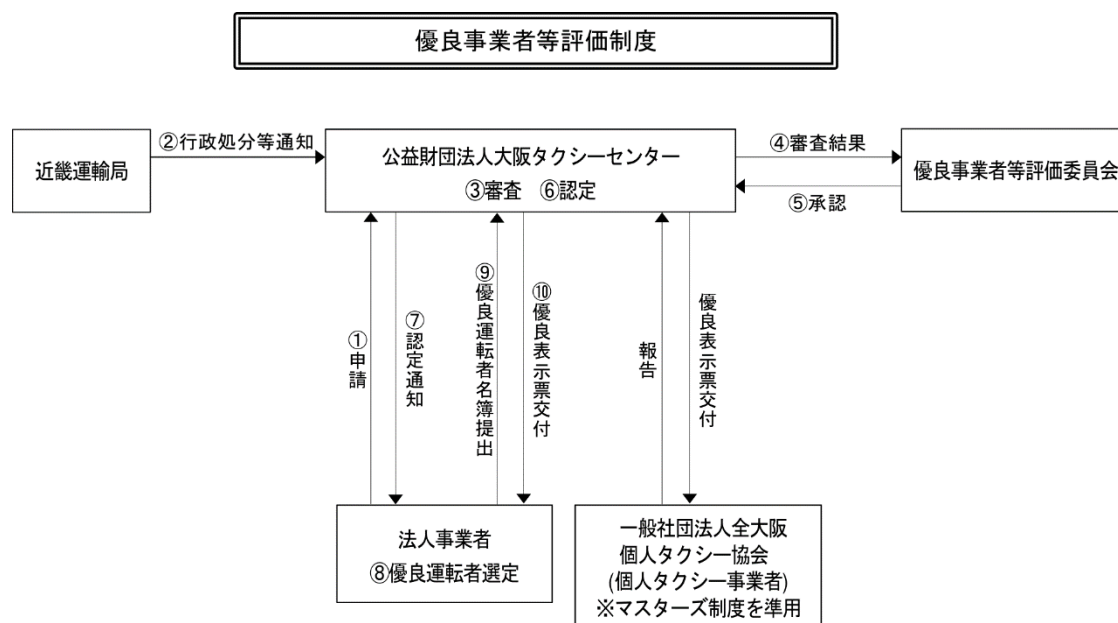 優良事業者等評価制度
近畿運輸局
②行政処分等通知
公益財団法人大阪タクシーセンター
③審査 ⑥認定
④審査結果
⑤承認
優良事業者等評価委員会
①申請
⑦認定通知
⑨優良運転者名簿提出
⑩優良表示票交付
報告
優良表示票交付
法人事業者
⑧優良運転者選定
一般社団法人全大阪
個人タクシー協会
(個人タクシー事業者)
※マスターズ制度を準用